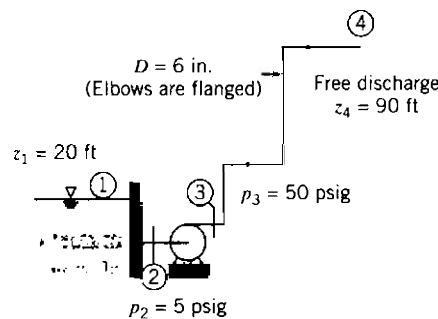 4
D = 6 in.
(Elbows are flanged)
Free discharge
z₄ = 90 ft
z₁ = 20 ft
1
3
p₃ = 50 psig
2
p₂ = 5 psig